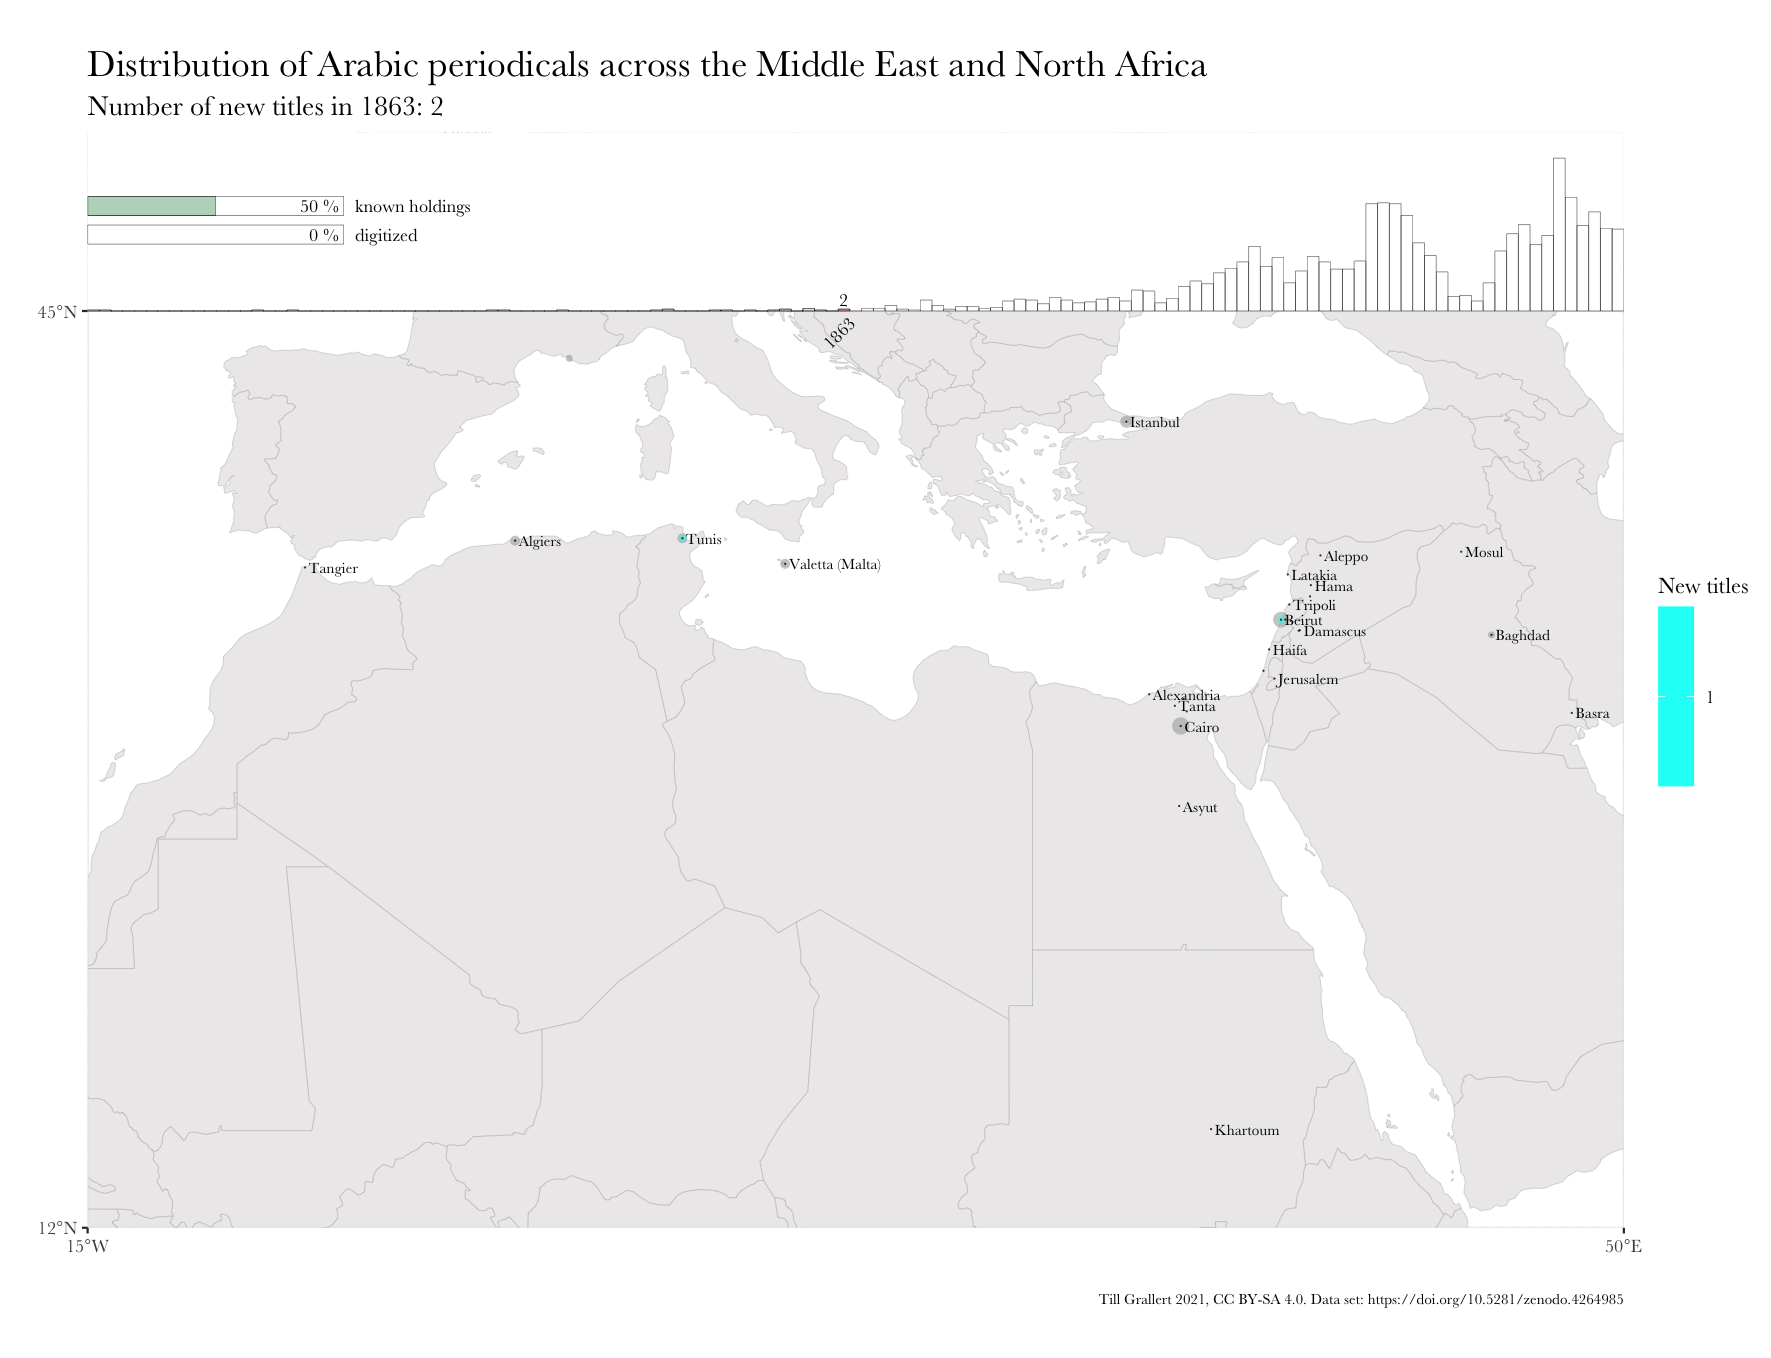 Distribution of Arabic periodicals across the Middle East and North Africa
Number of new titles in 1863: 2
50 % known holdings
0 % digitized
2
1863
45°N
Istanbul
Algiers
Tunis
Tangier
Valetta (Malta)
Aleppo
Mosul
Latakia
Hama
Tripoli
Beirut
Damascus
Baghdad
Haifa
Jerusalem
Alexandria
Tanta
Cairo
Basra
Asyut
Khartoum
New titles
1
12°N
15°W
50°E
Till Grallert 2021, CC BY-SA 4.0. Data set: https://doi.org/10.5281/zenodo.4264985